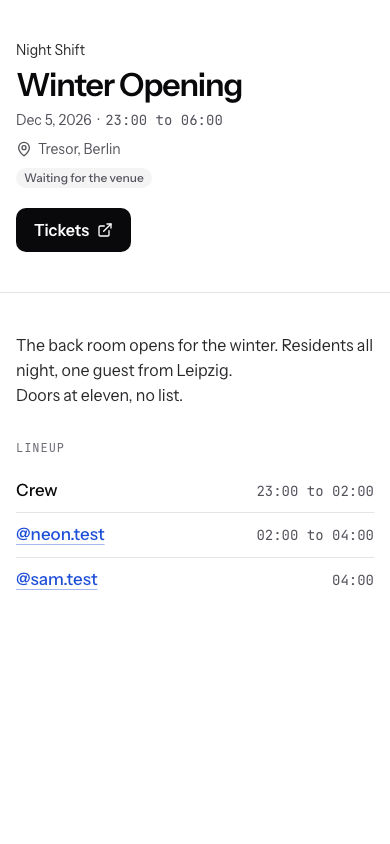 Night Shift
Winter Opening
Dec 5, 2026 · 23:00 to 06:00
Tresor, Berlin
Waiting for the venue
Tickets
The back room opens for the winter. Residents all
night, one guest from Leipzig.
Doors at eleven, no list.
LINEUP
Crew 23:00 to 02:00
@neon.test 02:00 to 04:00
@sam.test 04:00